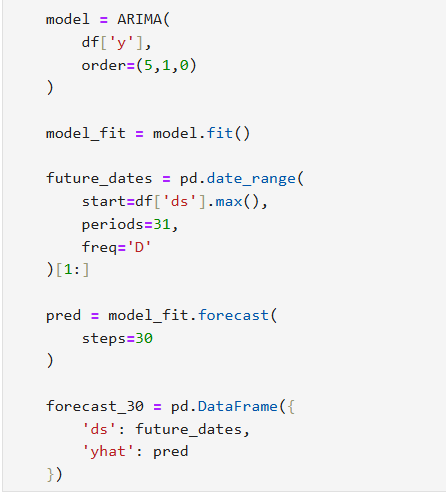 model = ARIMA(
    df['y'],
    order=(5,1,0)
)

model_fit = model.fit()

future_dates = pd.date_range(
    start=df['ds'].max(),
    periods=31,
    freq='D'
)[1:]

pred = model_fit.forecast(
    steps=30
)

forecast_30 = pd.DataFrame({
    'ds': future_dates,
    'yhat': pred
})